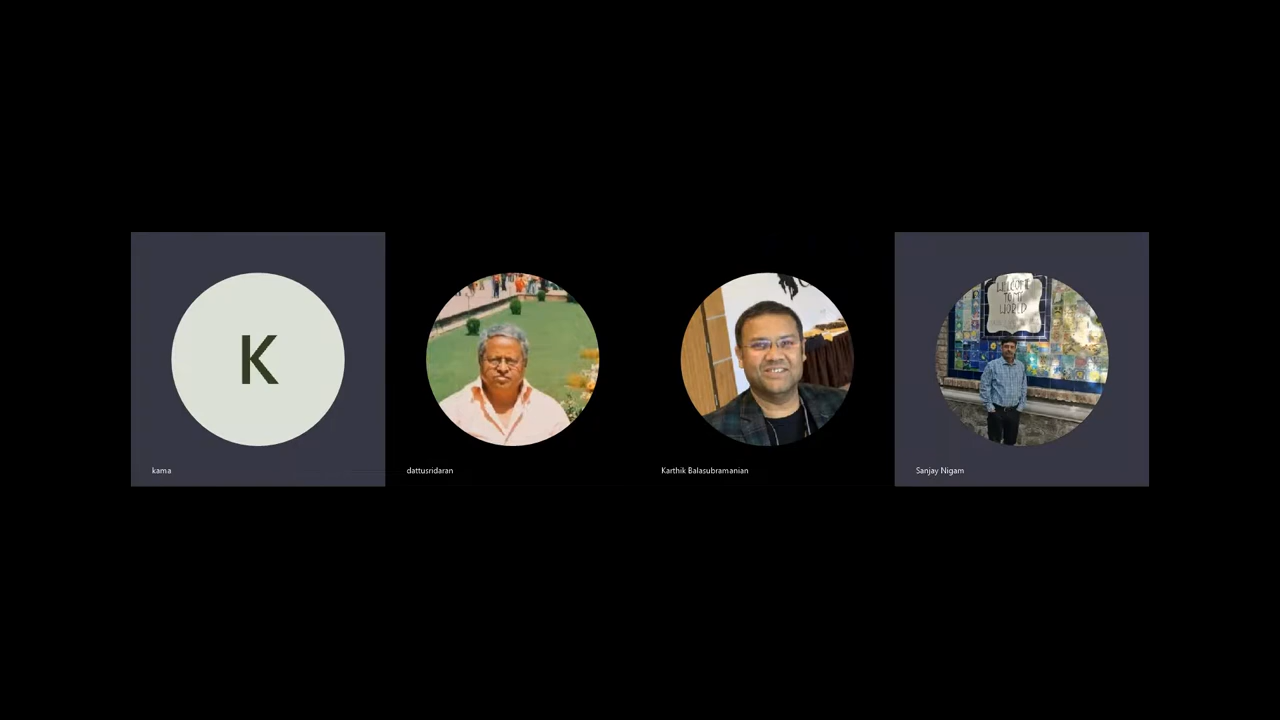 K
WELCOME
TO MY
WORLD
kama
dattusridaran
Karthik Balasubramanian
Sanjay Nigam